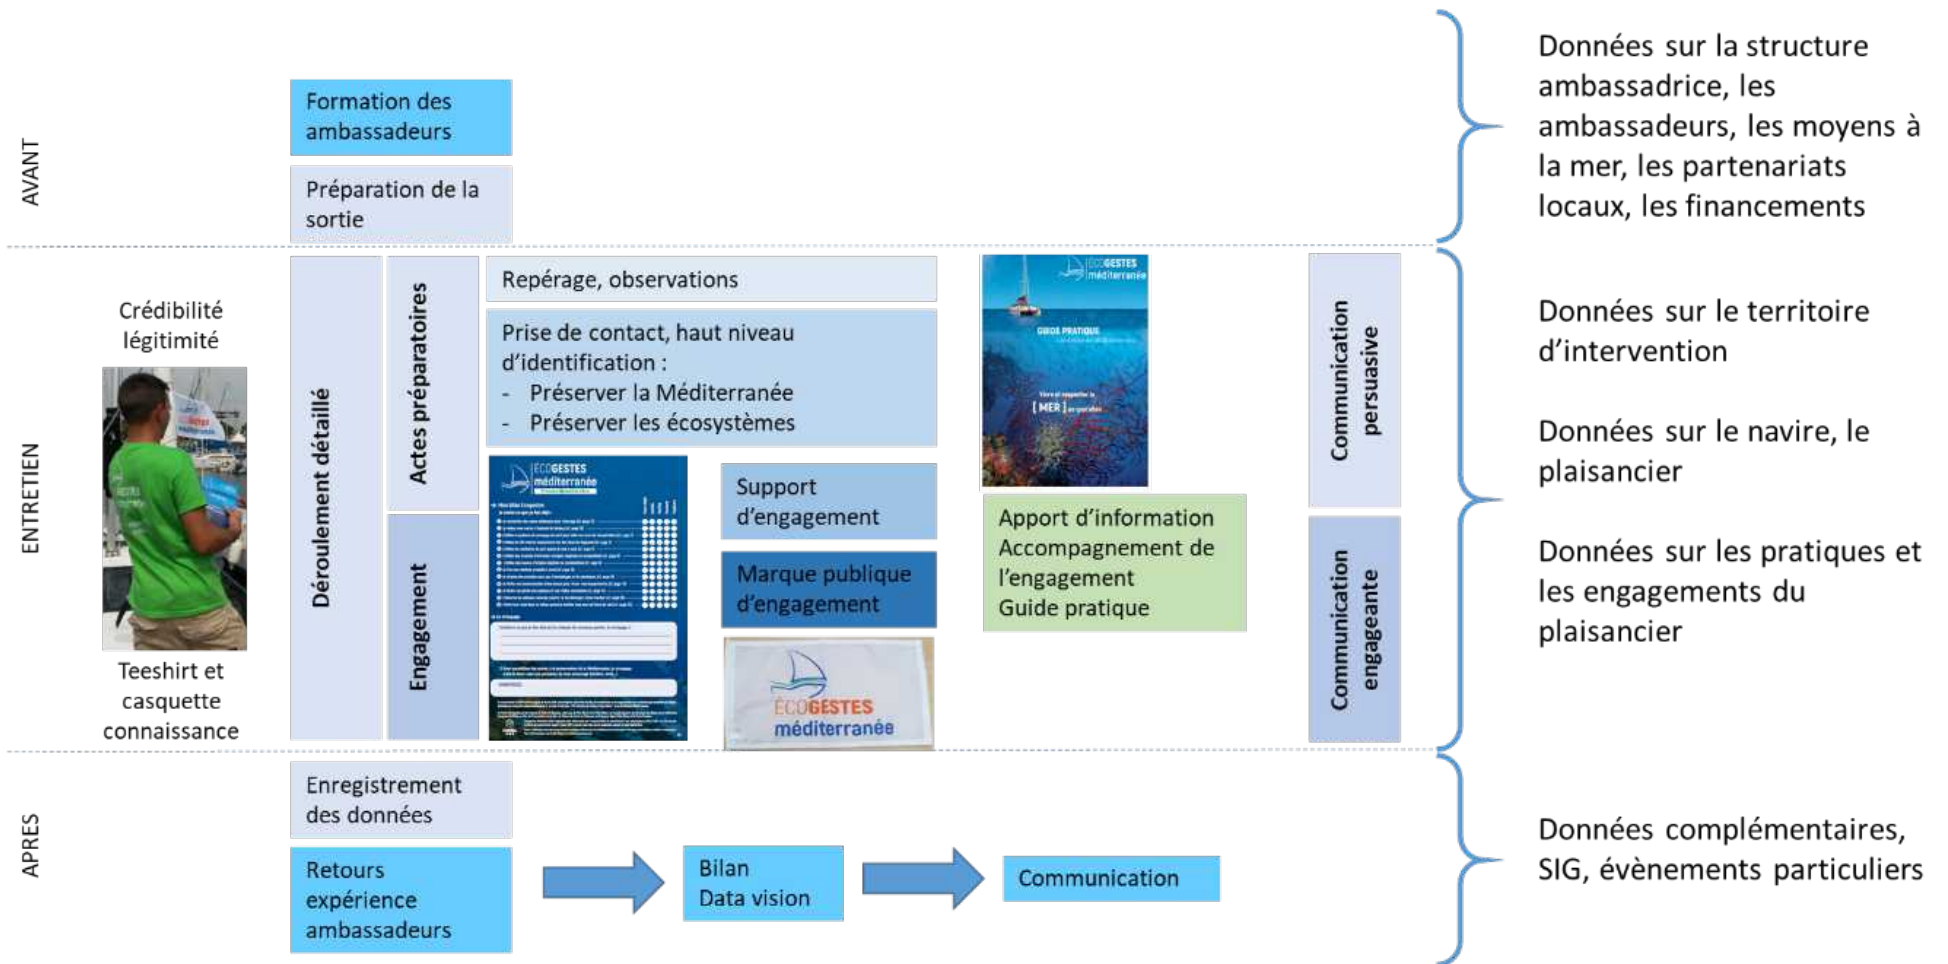 AVANT
Formation des
ambassadeurs
Préparation de la
sortie
Données sur la structure
ambassadrice, les
ambassadeurs, les moyens à
la mer, les partenariats
locaux, les financements
ENTRETIEN
Crédibilité
légitimité
Teeshirt et
casquette
connaissance
Déroulement détaillé
Actes préparatoires
Engagement
Repérage, observations
Prise de contact, haut niveau
d’identification :
- Préserver la Méditerranée
- Préserver les écosystèmes
ÉCOGESTES
méditerranée
Support
d’engagement
Marque publique
d’engagement
ÉCOGESTES
méditerranée
ÉCOGESTES
méditerranée
GUIDE PRATIQUE
[ MER ]
Apport d’information
Accompagnement de
l’engagement
Guide pratique
Communication
persuasive
Communication
engageante
Données sur le territoire
d’intervention
Données sur le navire, le
plaisancier
Données sur les pratiques et
les engagements du
plaisancier
APRES
Enregistrement
des données
Retours
expérience
ambassadeurs
Bilan
Data vision
Communication
Données complémentaires,
SIG, évènements particuliers